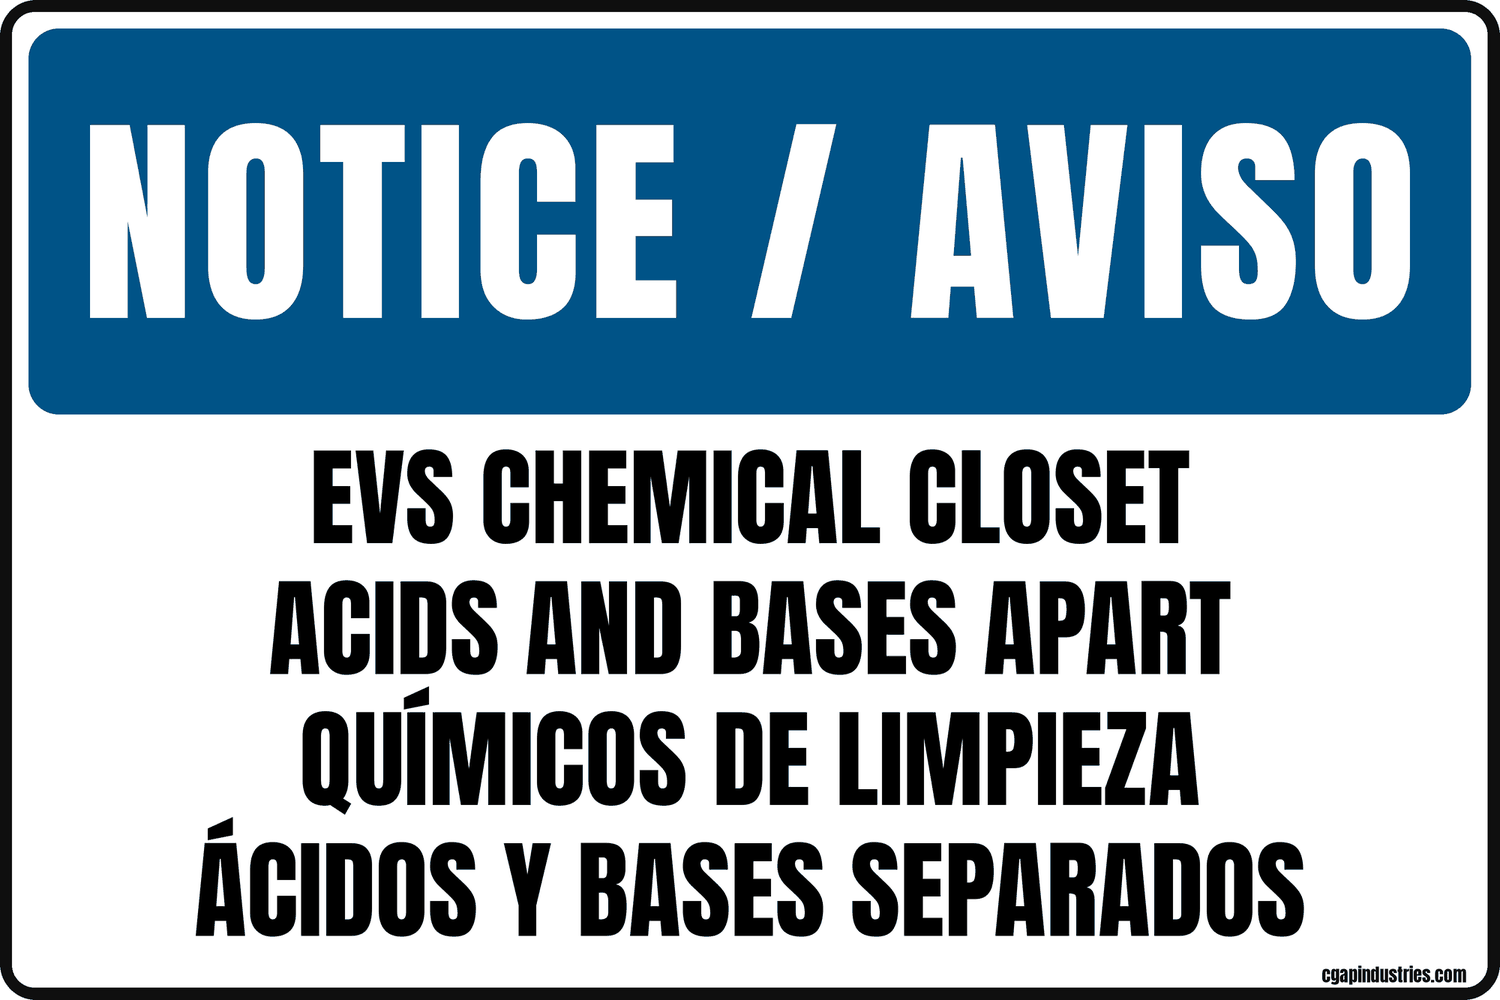 NOTICE / AVISO
EVS CHEMICAL CLOSET
ACIDS AND BASES APART
QUÍMICOS DE LIMPIEZA
ÁCIDOS Y BASES SEPARADOS
cgapindustries.com